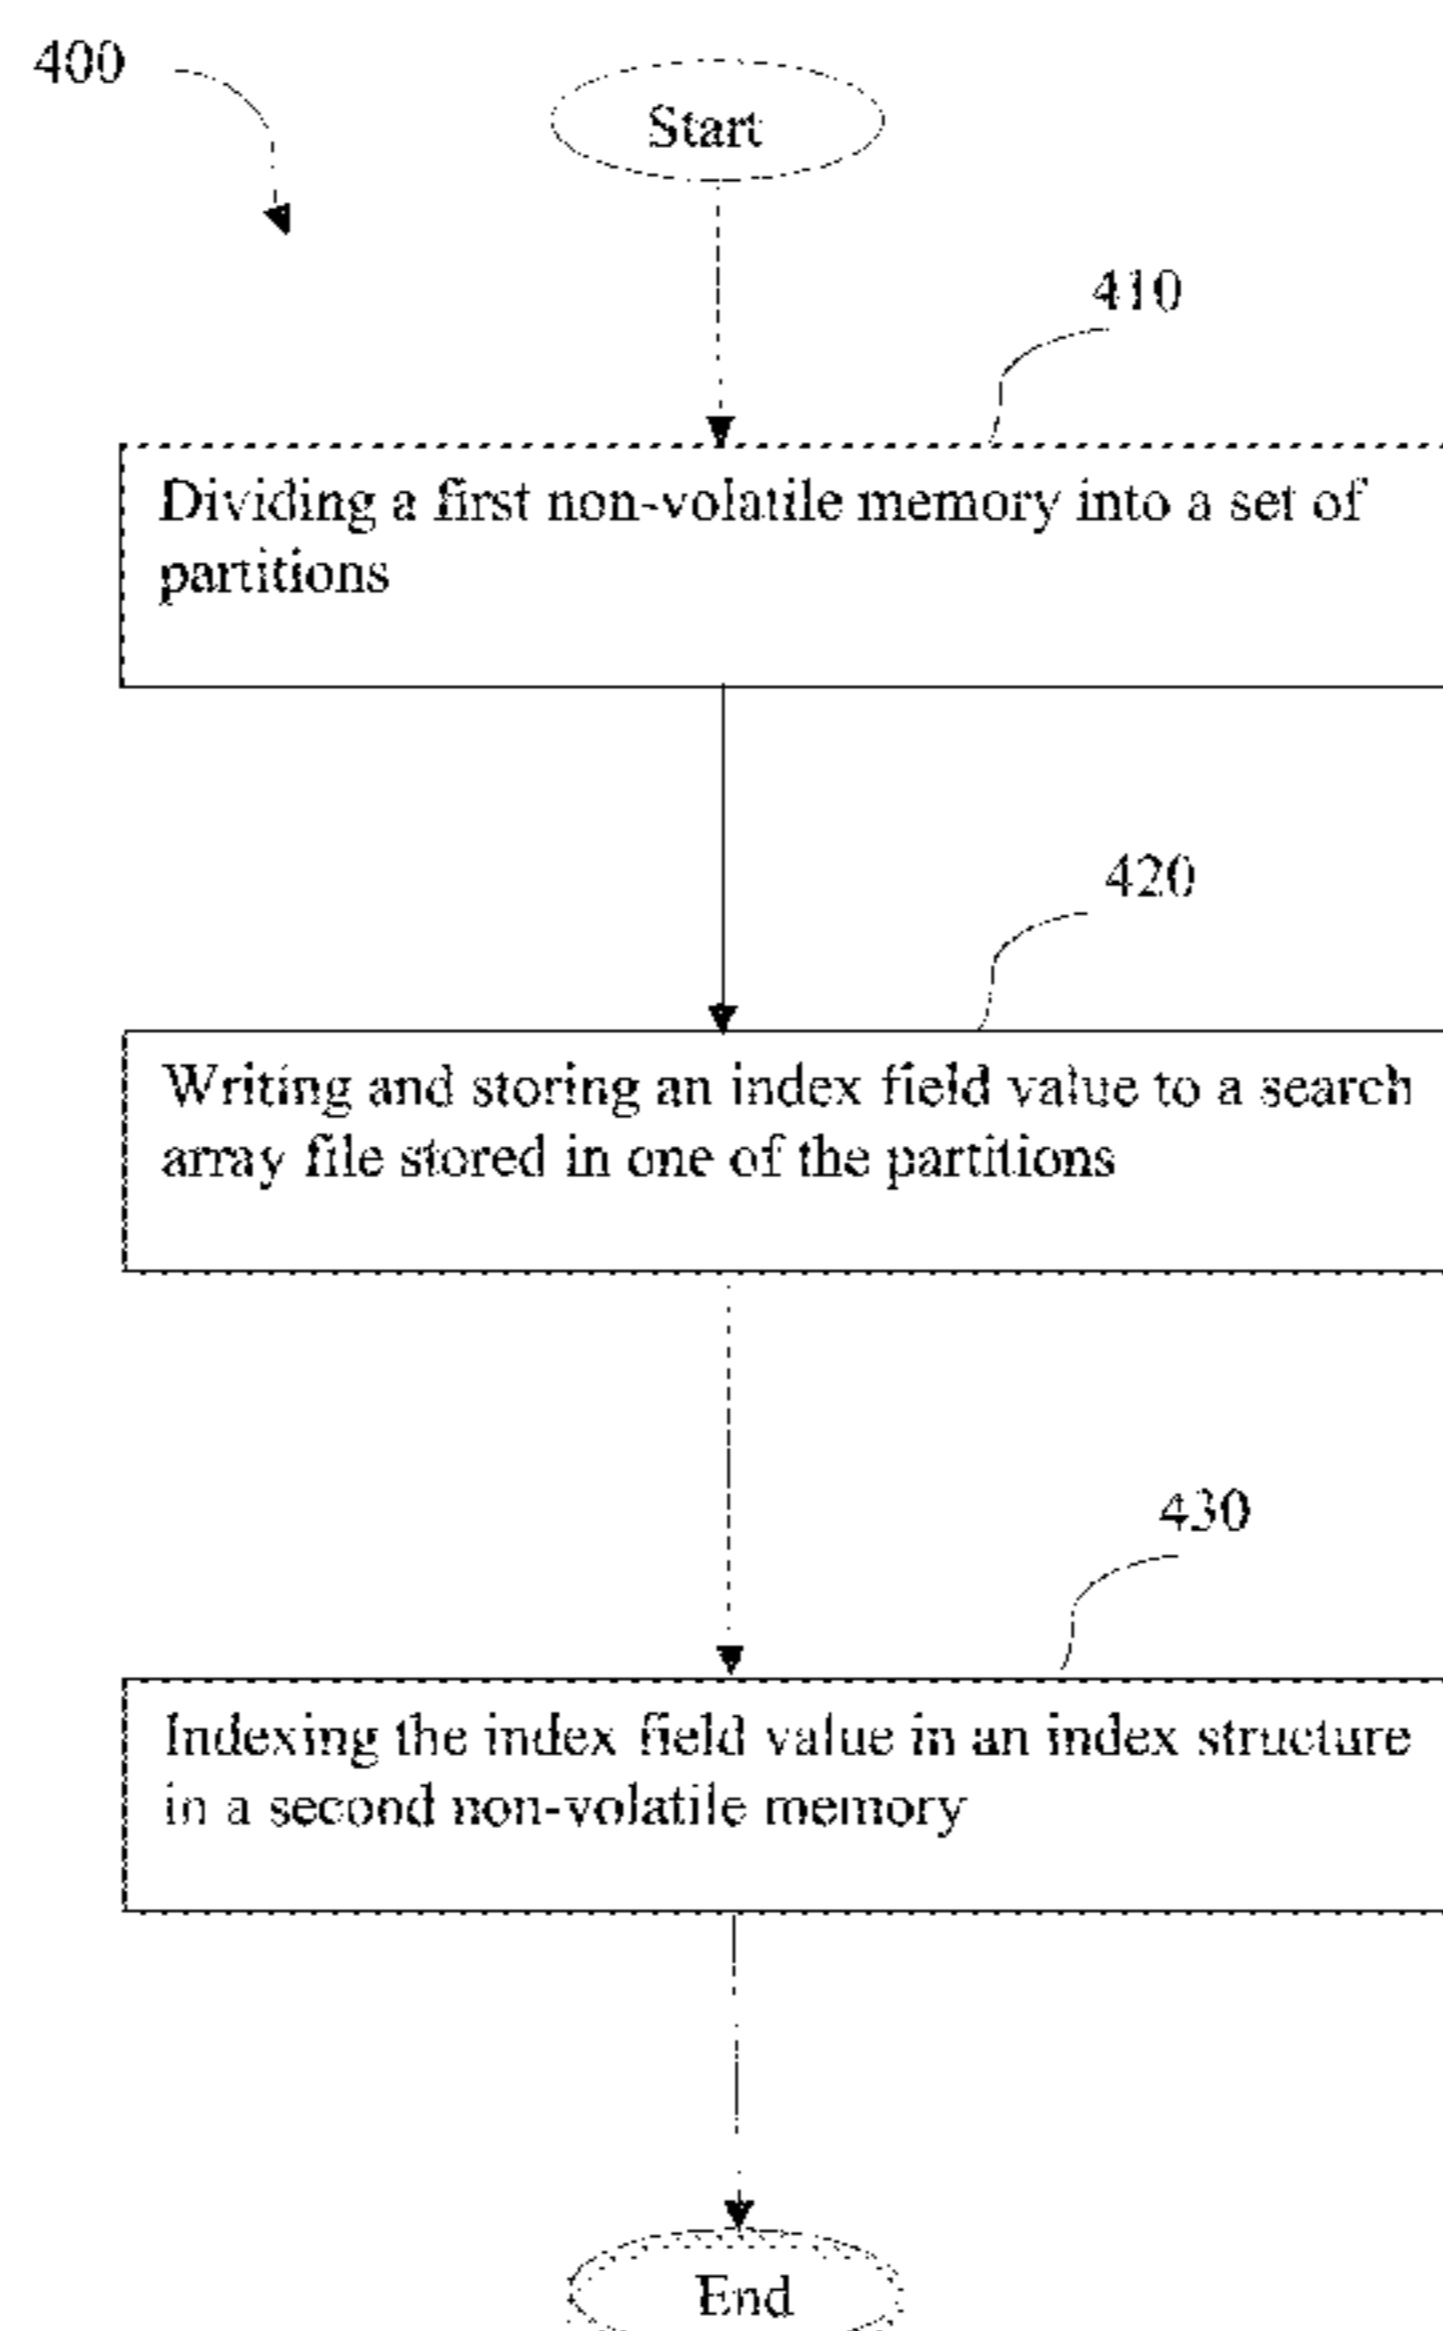 400
Start
410
Dividing a first non-volatile memory into a set of
partitions
420
Writing and storing an index field value to a search
array file stored in one of the partitions
430
Indexing the index field value in an index structure
in a second non-volatile memory
End